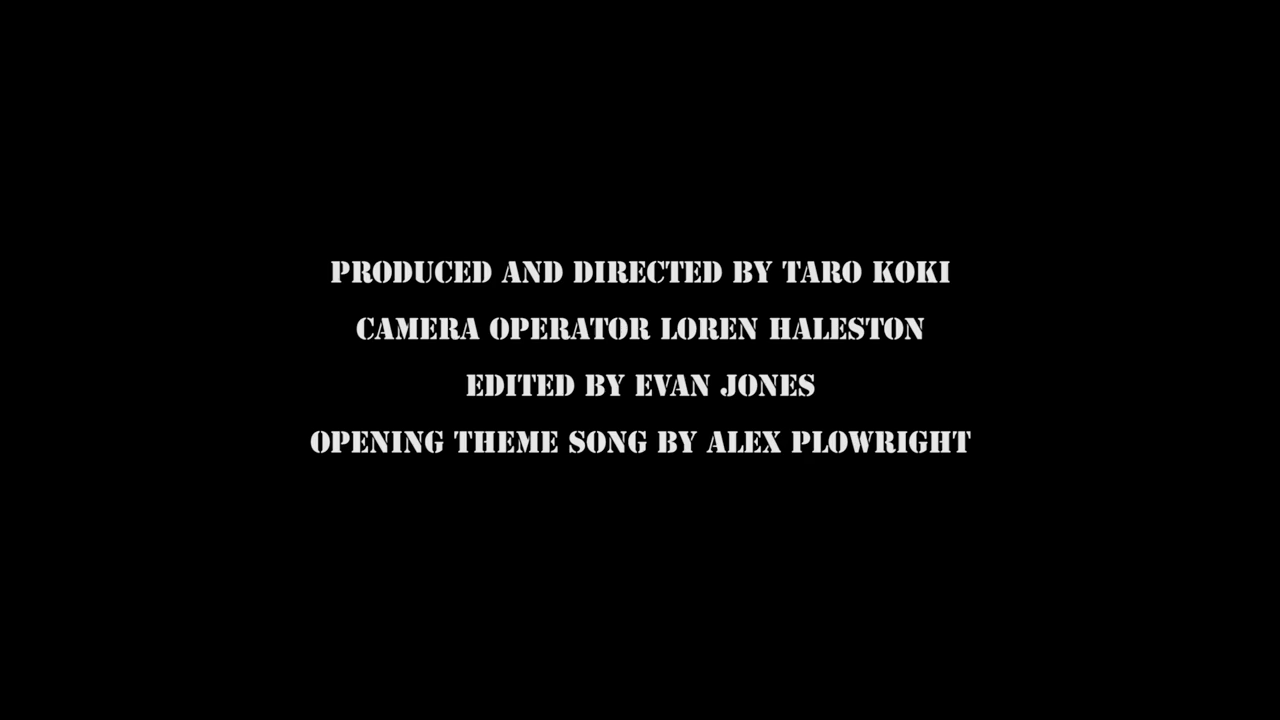 PRODUCED AND DIRECTED BY TARO KOKI
CAMERA OPERATOR LOREN HALESTON
EDITED BY EVAN JONES
OPENING THEME SONG BY ALEX PLOWRIGHT